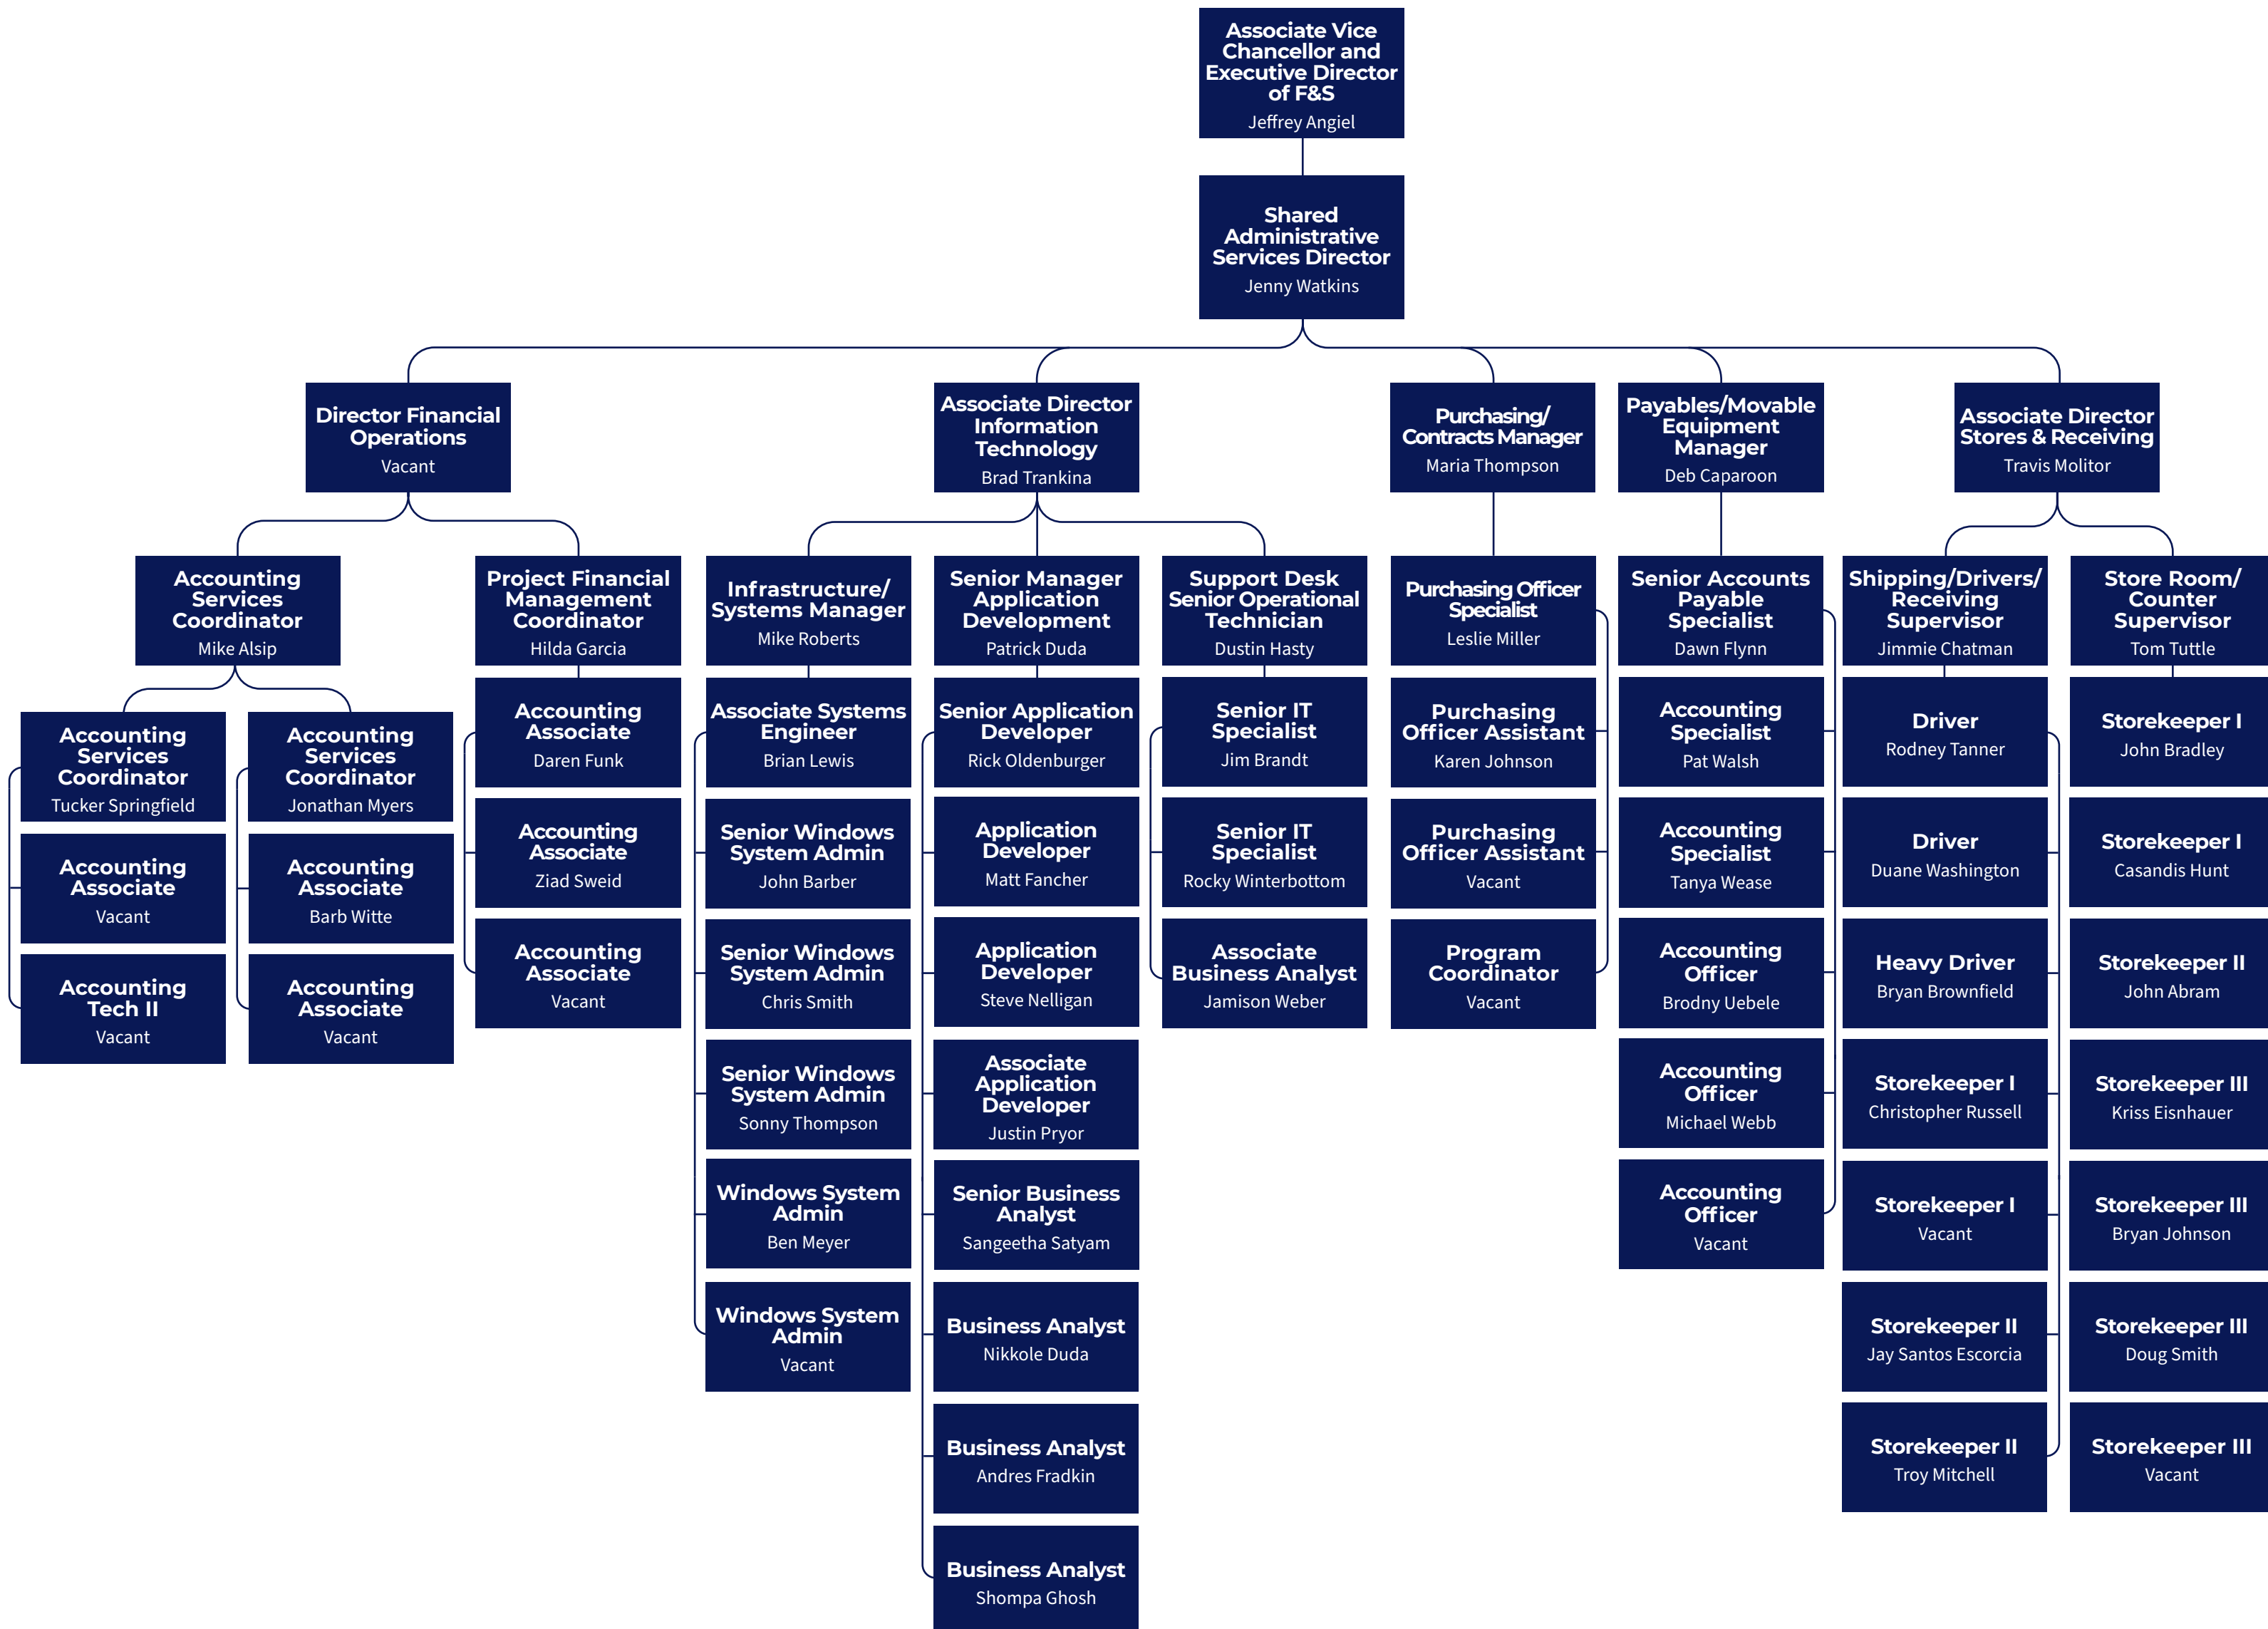 Associate Vice
Chancellor and
Executive Director
of F&S
Jeffrey Angiel
Shared
Administrative
Services Director
Jenny Watkins
Director Financial
Operations
Vacant
Associate Director
Information
Technology
Brad Trankina
Purchasing/
Contracts Manager
Maria Thompson
Payables/Movable
Equipment
Manager
Deb Caparoon
Associate Director
Stores & Receiving
Travis Molitor
Accounting
Services
Coordinator
Mike Alsip
Project Financial
Management
Coordinator
Hilda Garcia
Infrastructure/
Systems Manager
Mike Roberts
Senior Manager
Application
Development
Patrick Duda
Support Desk
Senior Operational
Technician
Dustin Hasty
Purchasing Officer
Specialist
Leslie Miller
Senior Accounts
Payable
Specialist
Dawn Flynn
Shipping/Drivers/
Receiving
Supervisor
Jimmie Chatman
Store Room/
Counter
Supervisor
Tom Tuttle
Accounting
Services
Coordinator
Tucker Springfield
Accounting
Associate
Vacant
Accounting
Tech II
Vacant
Accounting
Services
Coordinator
Jonathan Myers
Accounting
Associate
Barb Witte
Accounting
Associate
Vacant
Accounting
Associate
Daren Funk
Accounting
Associate
Ziad Sweid
Accounting
Associate
Vacant
Associate Systems
Engineer
Brian Lewis
Senior Windows
System Admin
John Barber
Senior Windows
System Admin
Chris Smith
Senior Windows
System Admin
Sonny Thompson
Windows System
Admin
Ben Meyer
Windows System
Admin
Vacant
Senior Application
Developer
Rick Oldenburger
Application
Developer
Matt Fancher
Application
Developer
Steve Nelligan
Associate
Application
Developer
Justin Pryor
Senior Business
Analyst
Sangeetha Satyam
Business Analyst
Nikkole Duda
Business Analyst
Andres Fradkin
Business Analyst
Shompa Ghosh
Senior IT
Specialist
Jim Brandt
Senior IT
Specialist
Rocky Winterbottom
Associate
Business Analyst
Jamison Weber
Purchasing
Officer Assistant
Karen Johnson
Purchasing
Officer Assistant
Vacant
Program
Coordinator
Vacant
Accounting
Specialist
Pat Walsh
Accounting
Specialist
Tanya Wease
Accounting
Officer
Brodny Uebele
Accounting
Officer
Michael Webb
Accounting
Officer
Vacant
Driver
Rodney Tanner
Driver
Duane Washington
Heavy Driver
Bryan Brownfield
Storekeeper I
Christopher Russell
Storekeeper I
Vacant
Storekeeper II
Jay Santos Escorcia
Storekeeper II
Troy Mitchell
Storekeeper I
John Bradley
Storekeeper I
Casandis Hunt
Storekeeper II
John Abram
Storekeeper III
Kriss Eisnhauer
Storekeeper III
Bryan Johnson
Storekeeper III
Doug Smith
Storekeeper III
Vacant